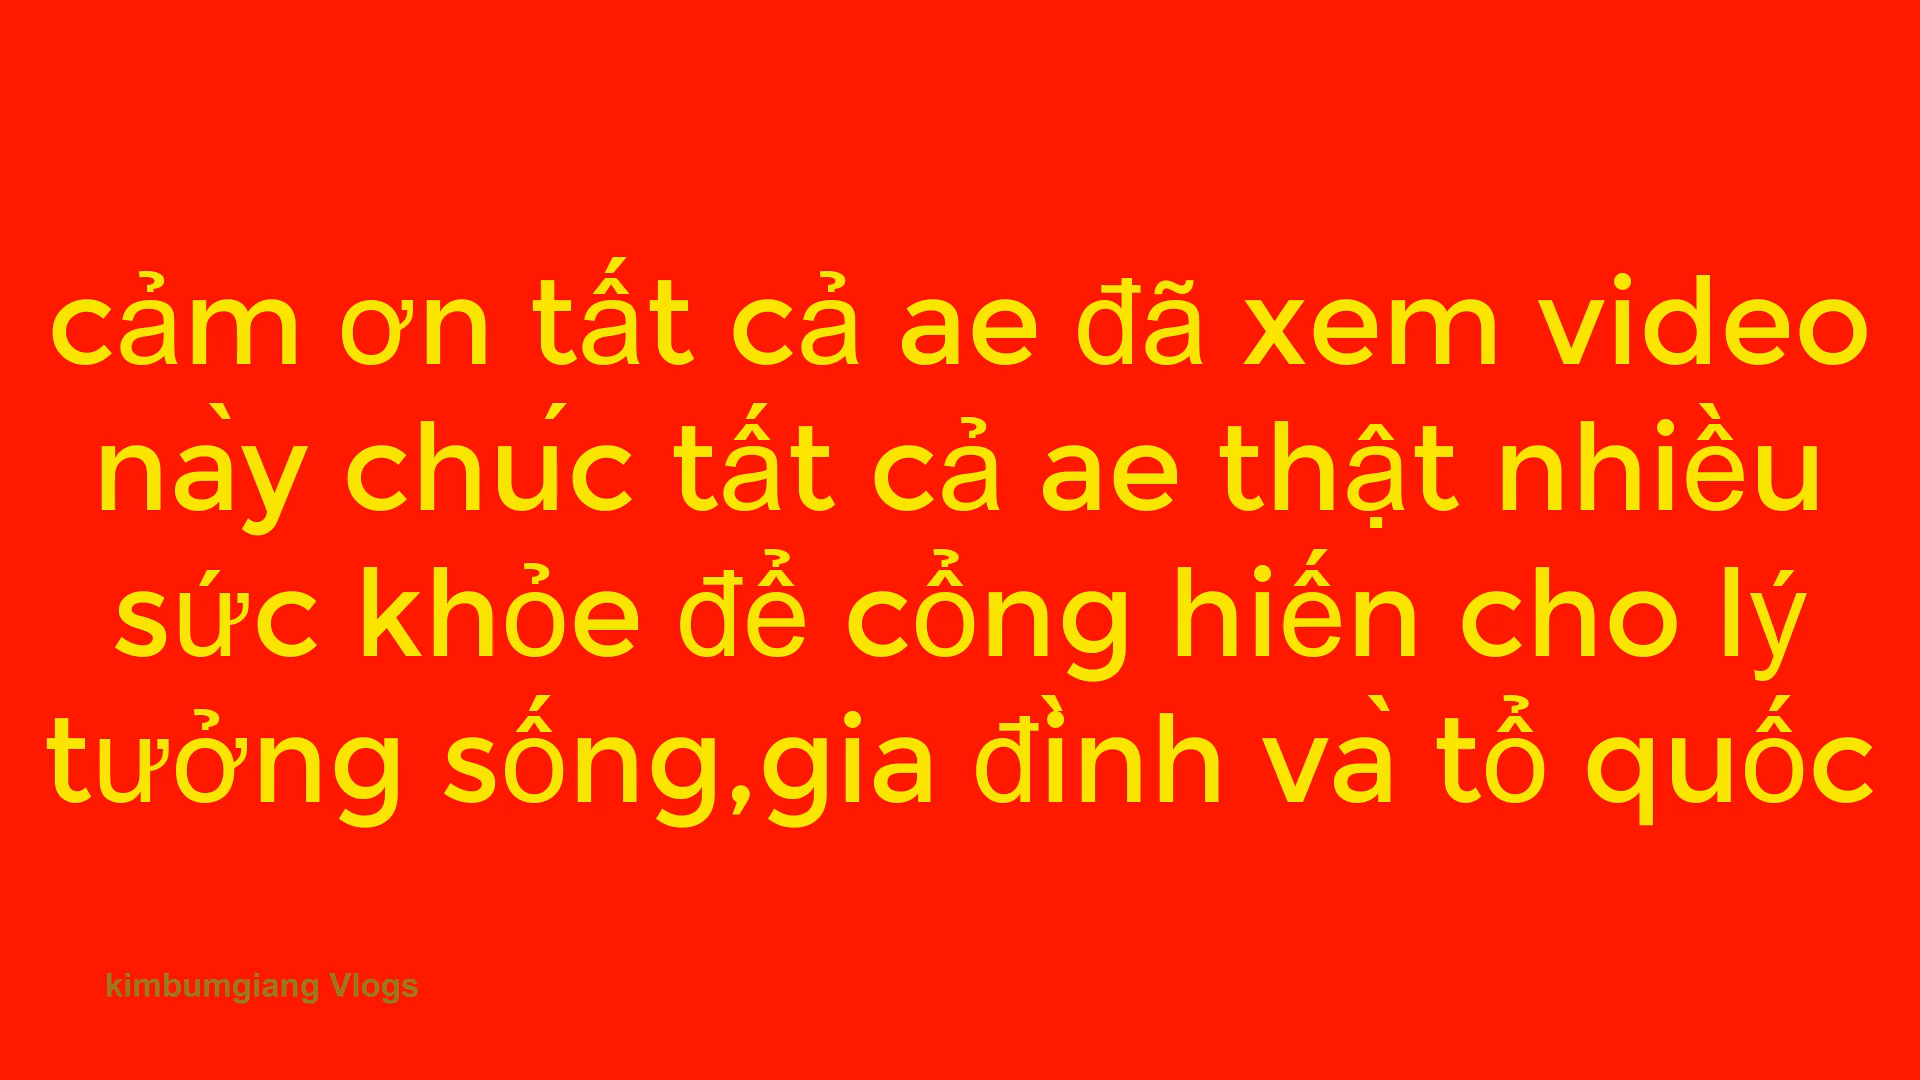 cảm ơn tất cả ae đã xem video
này chúc tất cả ae thật nhiều
sức khỏe để cổng hiến cho lý
tưởng sống,gia đình và tổ quốc
kimbumgiang Vlogs